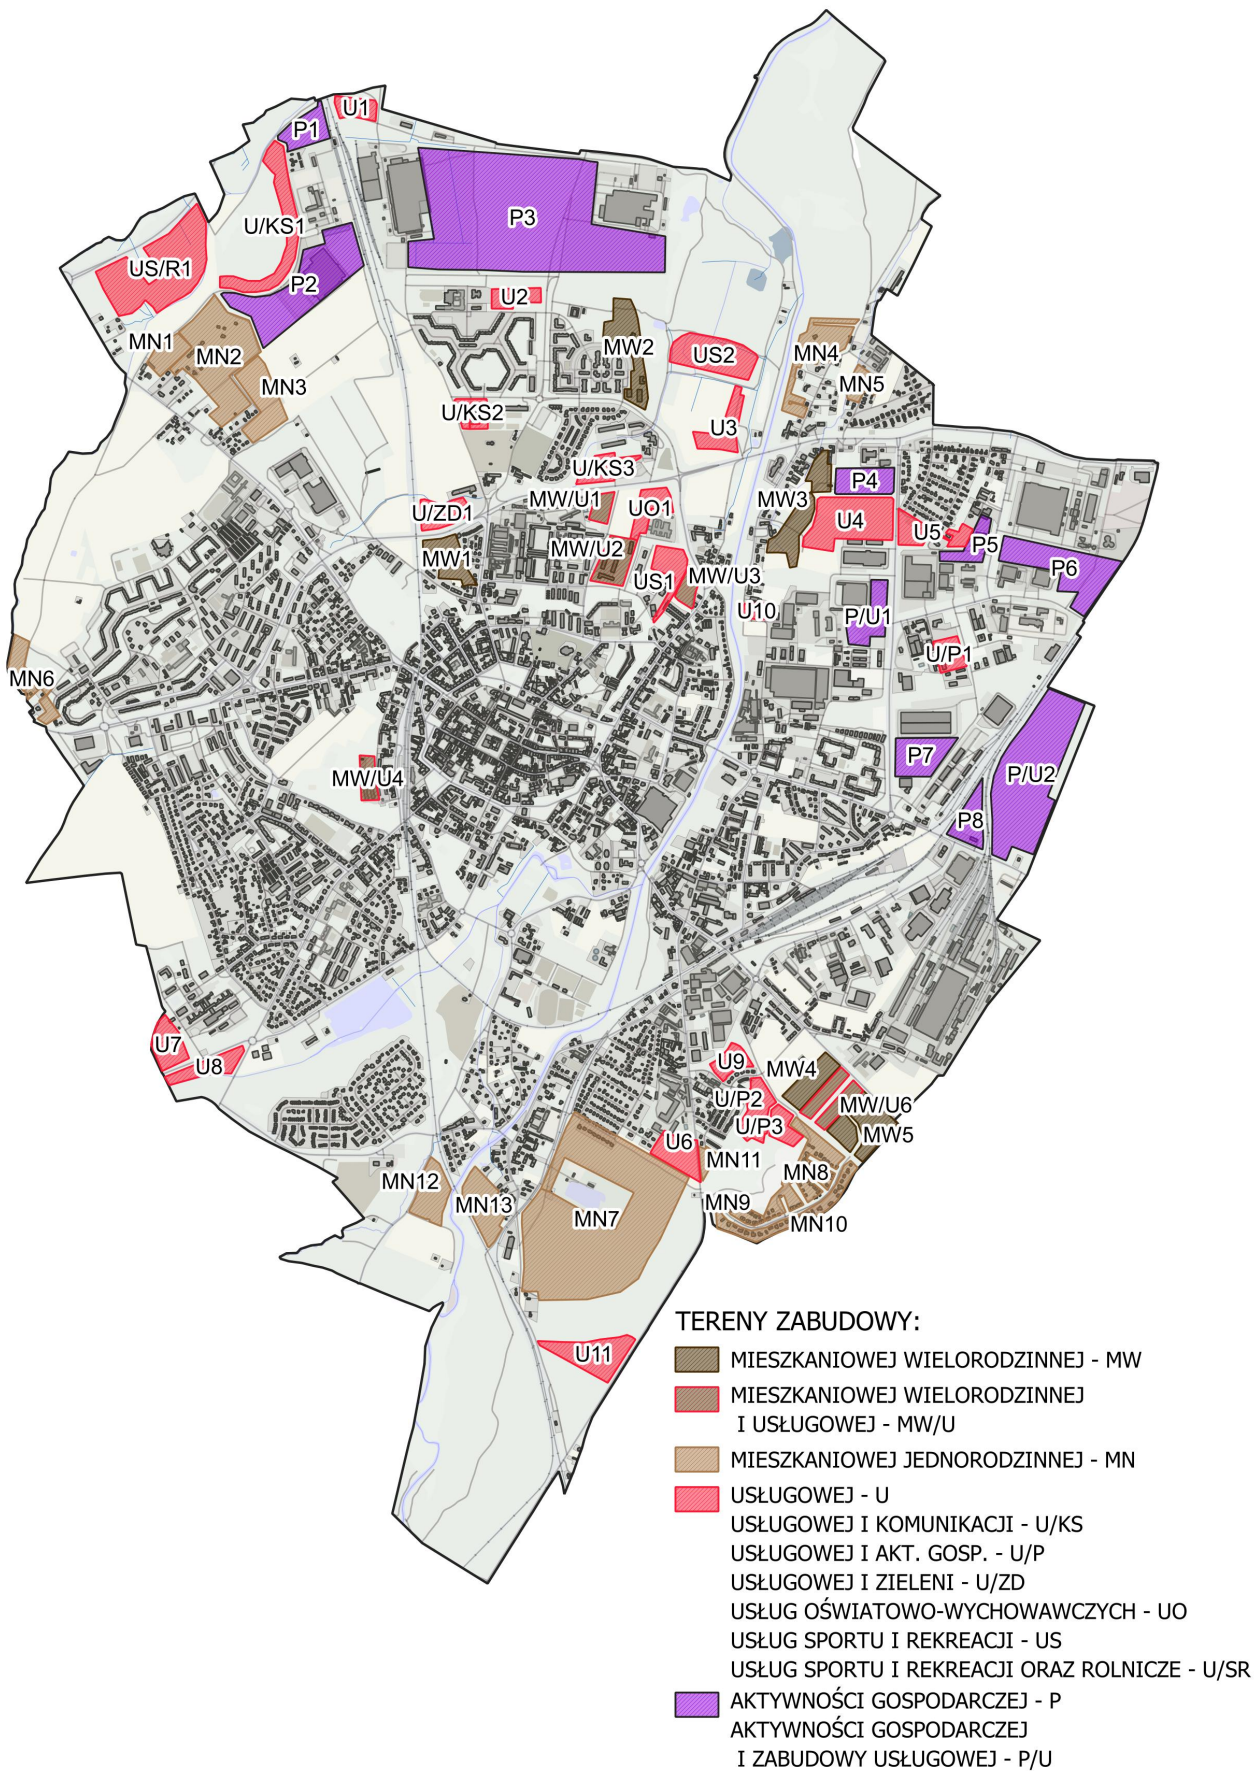 U1
P1
P3
U/KS1
US/R1
P2
U2
MN1
MN2
MW2
US2
MN4
MN3
MN5
U/KS2
U3
U/KS3
P4
MW/U1
MW3
UO1
U/ZD1
U4
U5
MW/U2
P5
MW1
US1
MW/U3
P6
U10
P/U1
U/P1
MN6
P7
P/U2
MW/U4
P8
U7
U8
U9
MW4
U/P2
MW/U6
U/P3
MW5
U6
MN11
MN8
MN12
MN13
MN9
MN7
MN10
U11
TERENY ZABUDOWY:
MIESZKANIOWEJ WIELORODZINNEJ - MW
MIESZKANIOWEJ WIELORODZINNEJ
I USŁUGOWEJ - MW/U
MIESZKANIOWEJ JEDNORODZINNEJ - MN
USŁUGOWEJ - U
USŁUGOWEJ I KOMUNIKACJI - U/KS
USŁUGOWEJ I AKT. GOSP. - U/P
USŁUGOWEJ I ZIELENI - U/ZD
USŁUG OŚWIATOWO-WYCHOWAWCZYCH - UO
USŁUG SPORTU I REKREACJI - US
USŁUG SPORTU I REKREACJI ORAZ ROLNICZE - U/SR
AKTYWNOŚCI GOSPODARCZEJ - P
AKTYWNOŚCI GOSPODARCZEJ
I ZABUDOWY USŁUGOWEJ - P/U